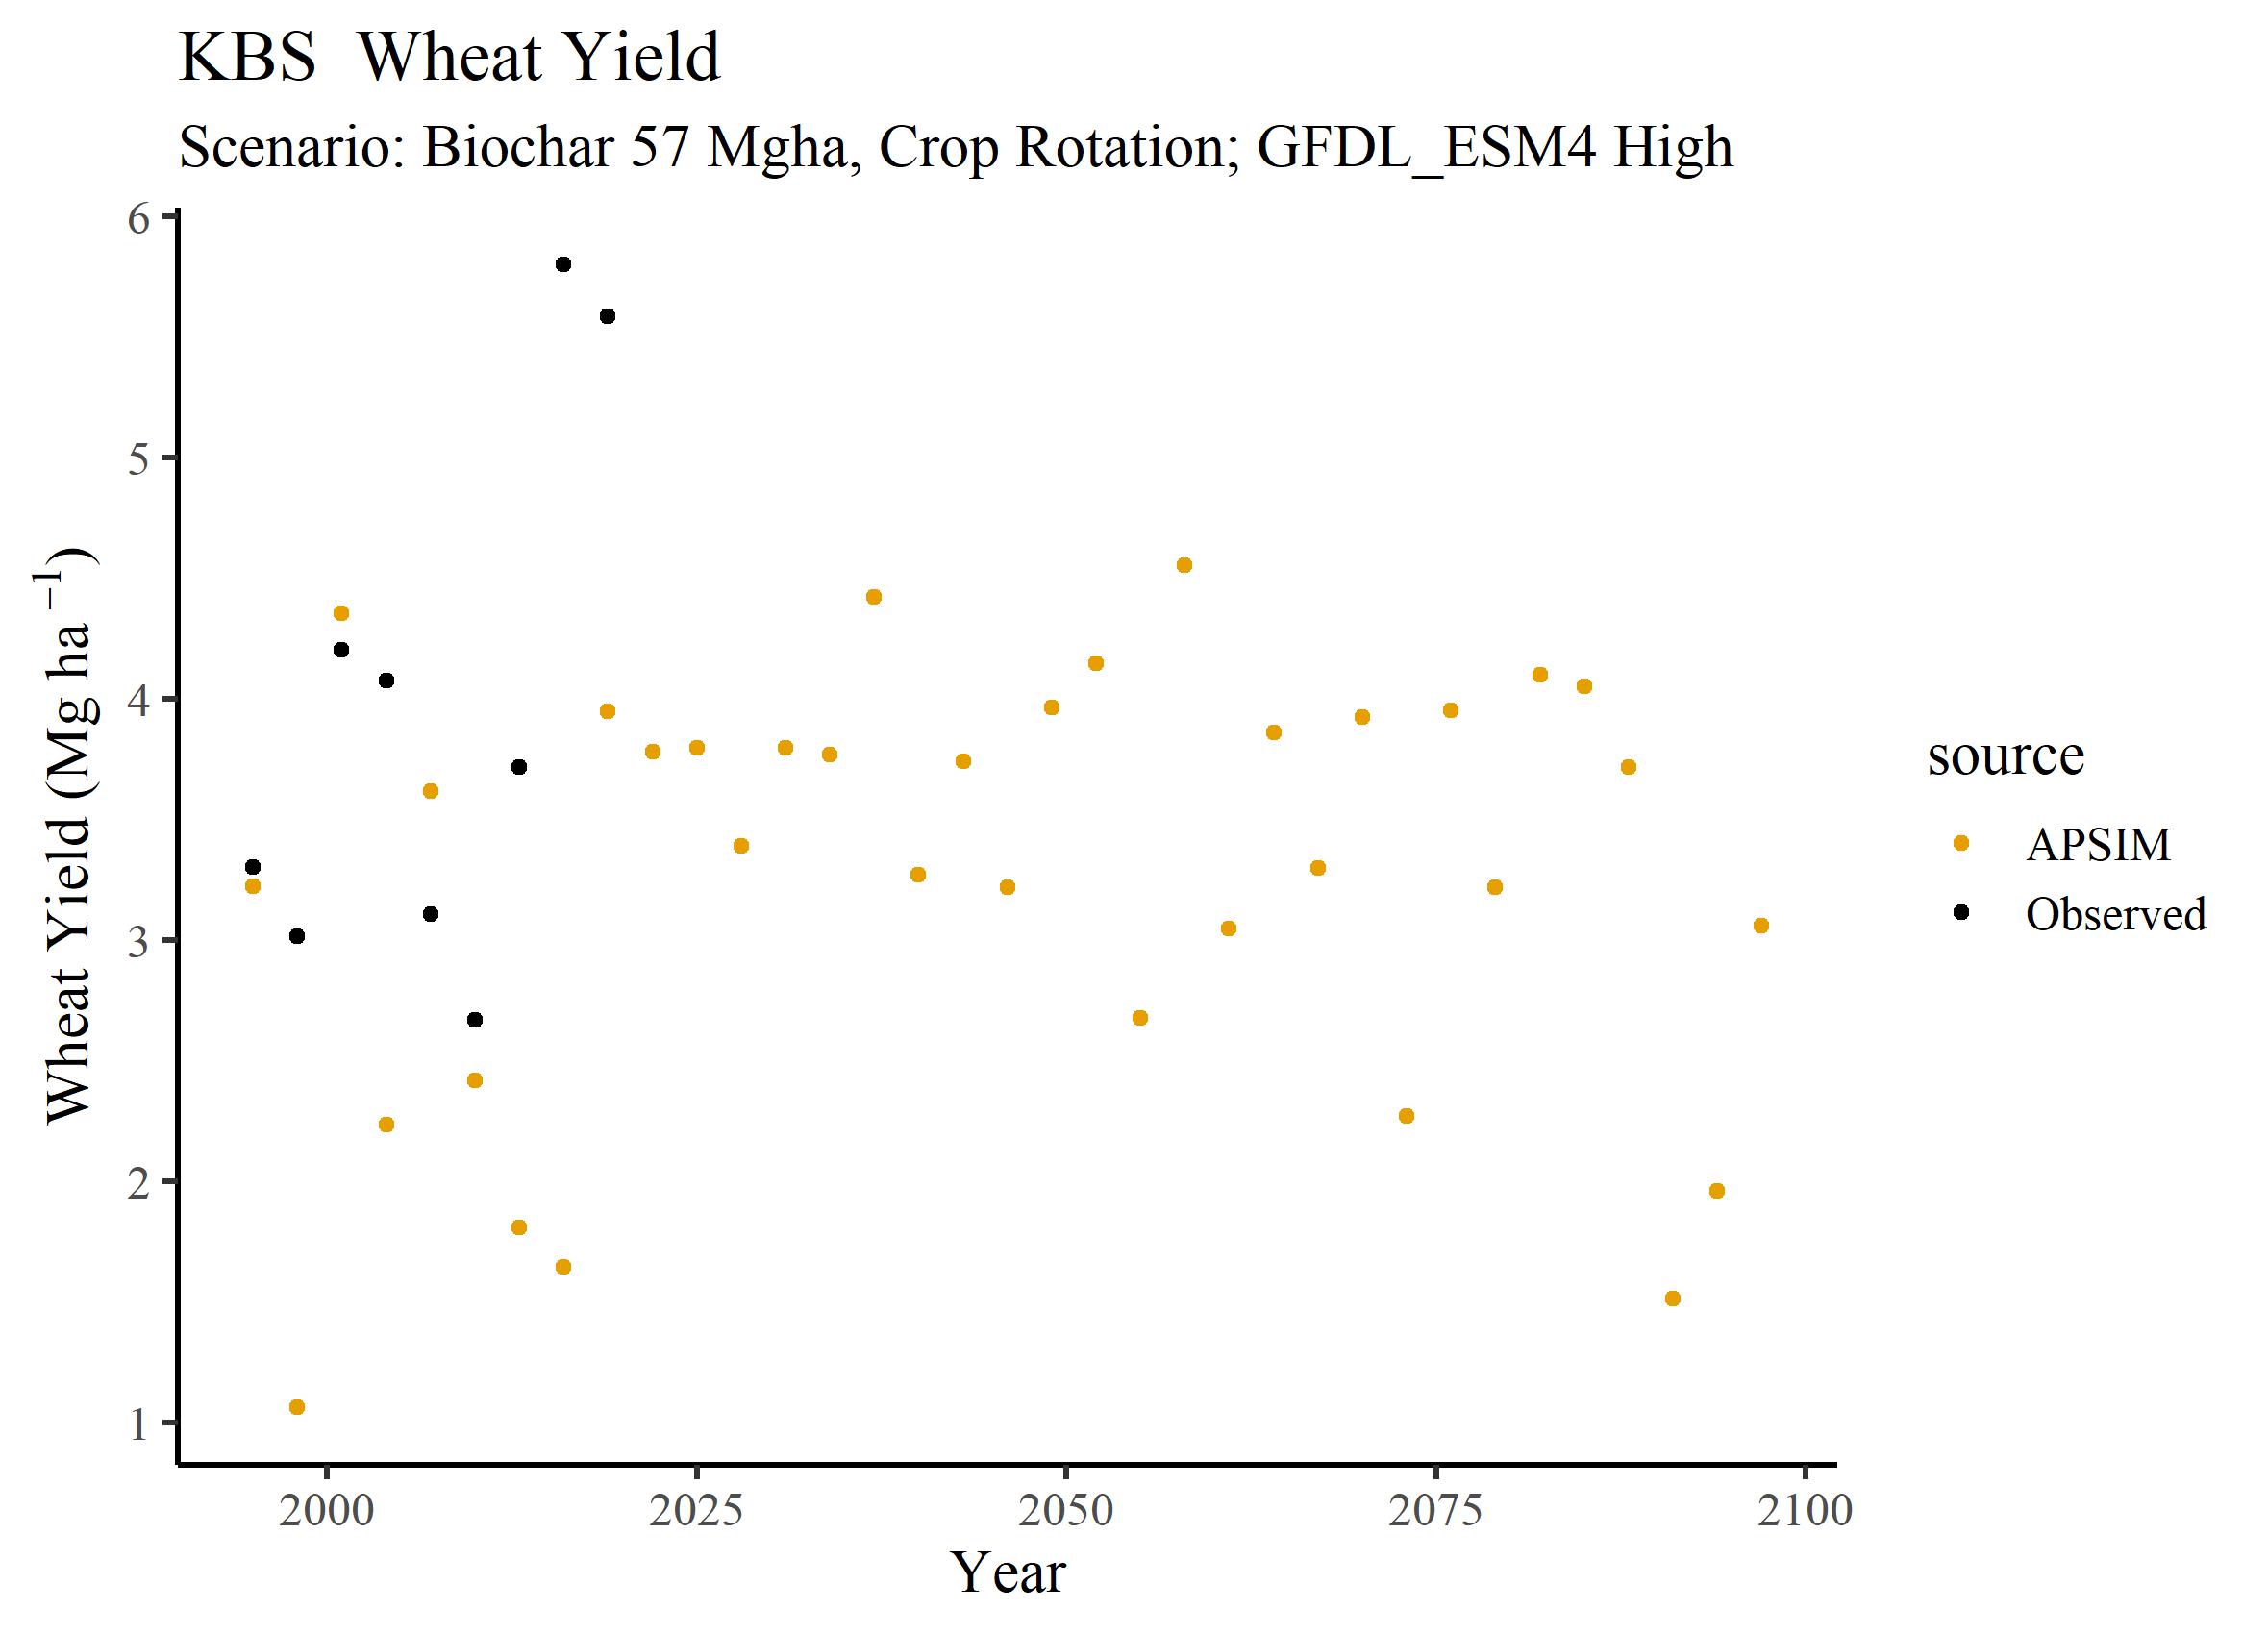 KBS  Wheat Yield
Scenario: Biochar 57 Mgha, Crop Rotation; GFDL_ESM4 High
6
5
4
3
2
1
Wheat Yield (Mg ha −1)
2000 2025 2050 2075 2100
Year
source
APSIM
Observed